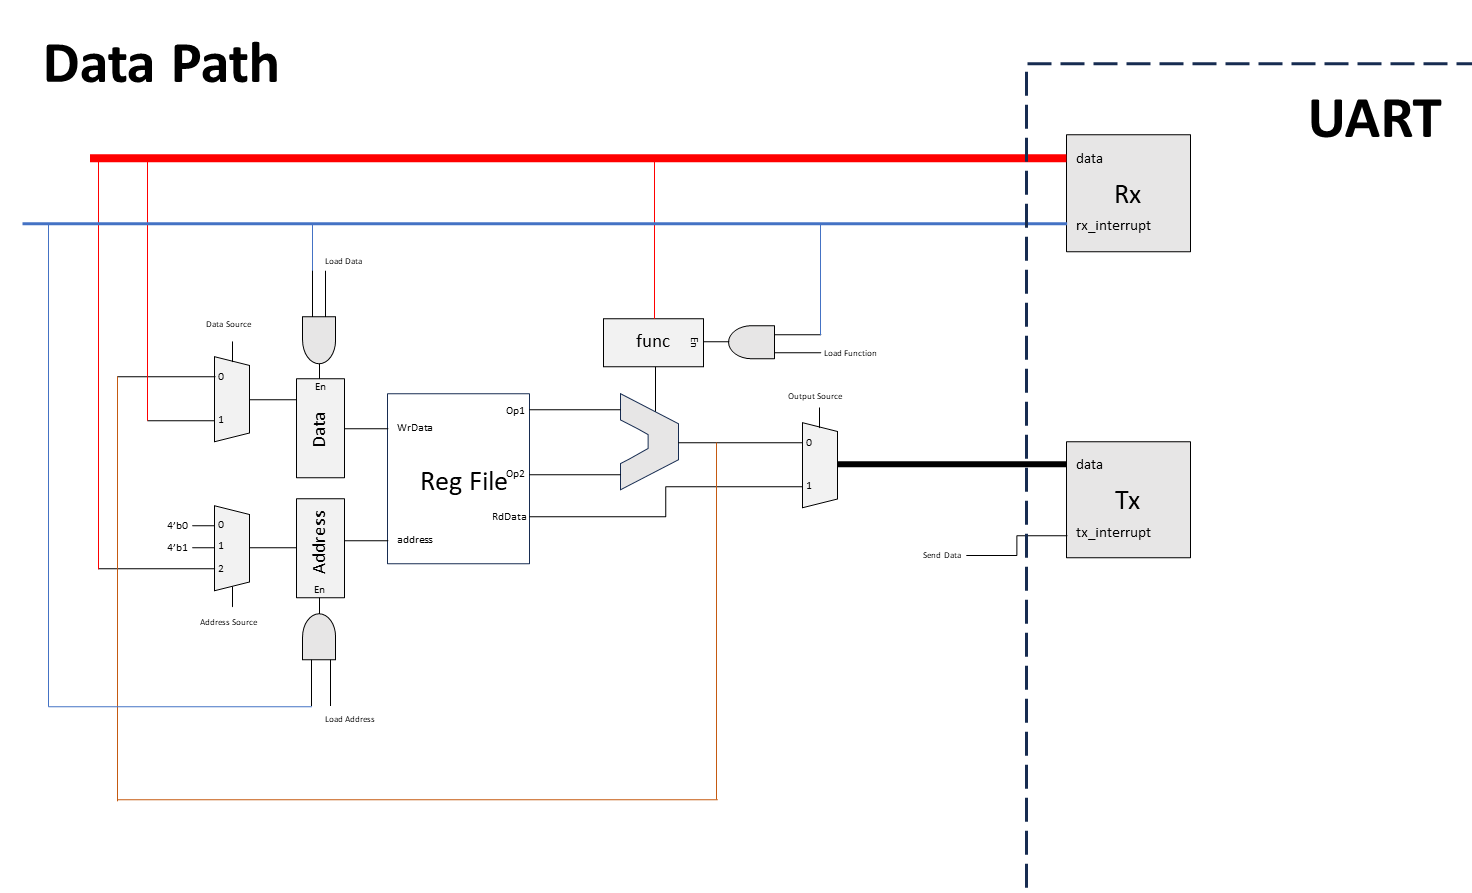 Data Path
UART
data
Rx
rx_interrupt
Load Data
Data Source
0
1
En
Data
func
En
Load Function
Output Source
0
1
Op1
WrData
Op2
Reg File
RdData
address
data
Tx
tx_interrupt
Send Data
4'b0
0
4'b1
1
2
Address
En
Address Source
Load Address